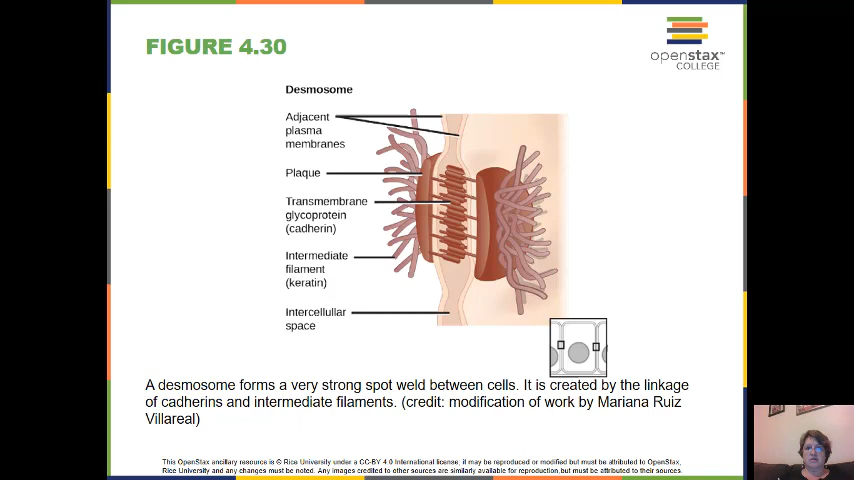 FIGURE 4.30
openstax™
COLLEGE
Desmosome
Adjacent
plasma
membranes
Plaque
Transmembrane
glycoprotein
(cadherin)
Intermediate
filament
(keratin)
Intercellular
space
A desmosome forms a very strong spot weld between cells. It is created by the linkage
of cadherins and intermediate filaments. (credit: modification of work by Mariana Ruiz
Villareal)
This OpenStax ancillary resource is © Rice University under a CC-BY 4.0 International license; it may be reproduced or modified but must be attributed to OpenStax,
Rice University and any changes must be noted. Any images credited to other sources are similarly available for reproduction, but must be attributed to their sources.